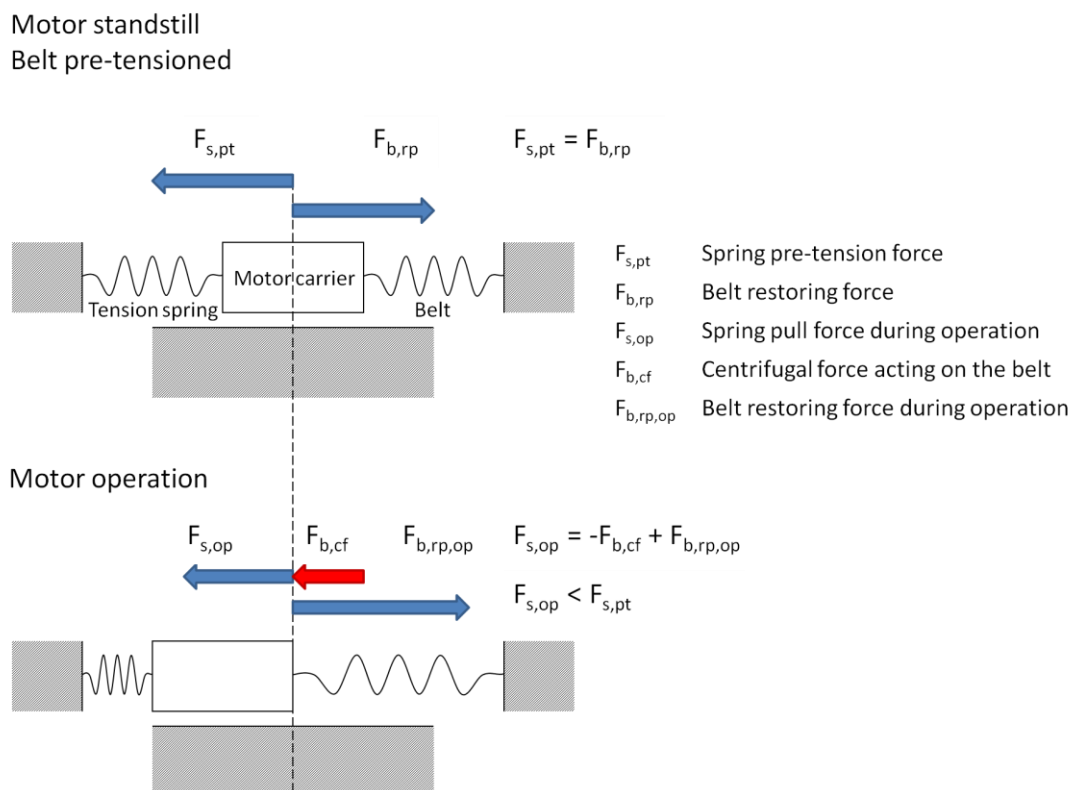 Motor standstill
Belt pre-tensioned
F_s,pt F_b,rp F_s,pt = F_b,rp
Motor carrier
Tension spring Belt
F_s,pt Spring pre-tension force
F_b,rp Belt restoring force
F_s,op Spring pull force during operation
F_b,cf Centrifugal force acting on the belt
F_b,rp,op Belt restoring force during operation
Motor operation
F_s,op F_b,cf F_b,rp,op F_s,op = -F_b,cf + F_b,rp,op
F_s,op < F_s,pt